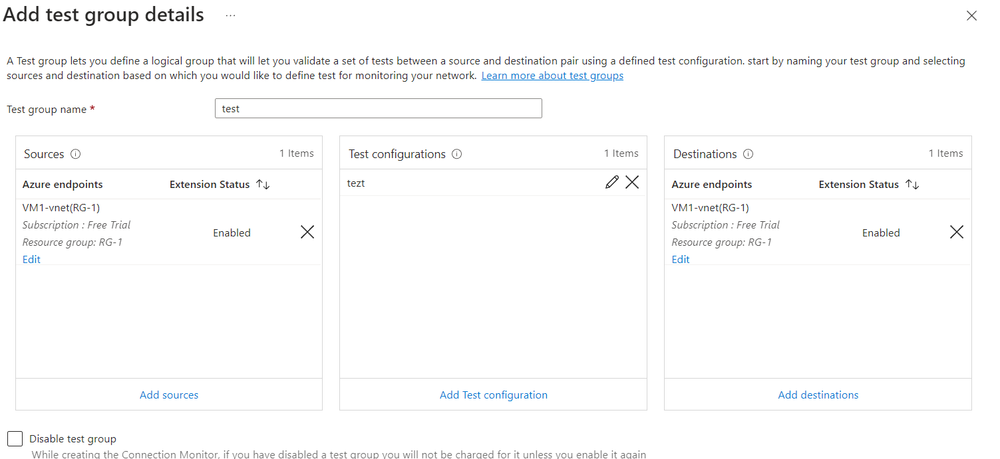 Add test group details ...
A Test group lets you define a logical group that will let you validate a set of tests between a source and destination pair using a defined test configuration. start by naming your test group and selecting
sources and destination based on which you would like to define test for monitoring your network. Learn more about test groups
Test group name *
test
Sources
1 Items
Azure endpoints
Extension Status
VM1-vnet(RG-1)
Subscription : Free Trial
Resource group: RG-1
Enabled
Edit
Add sources
Test configurations
1 Items
tezt
Add Test configuration
Destinations
1 Items
Azure endpoints
Extension Status
VM1-vnet(RG-1)
Subscription : Free Trial
Resource group: RG-1
Enabled
Edit
Add destinations
Disable test group
While creating the Connection Monitor, if you have disabled a test group you will not be charged for it unless you enable it again